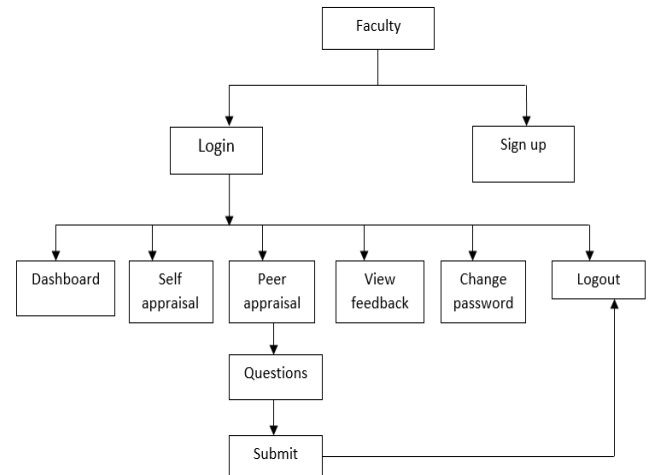 Faculty
Login
Sign up
Dashboard
Self
appraisal
Peer
appraisal
View
feedback
Change
password
Logout
Questions
Submit